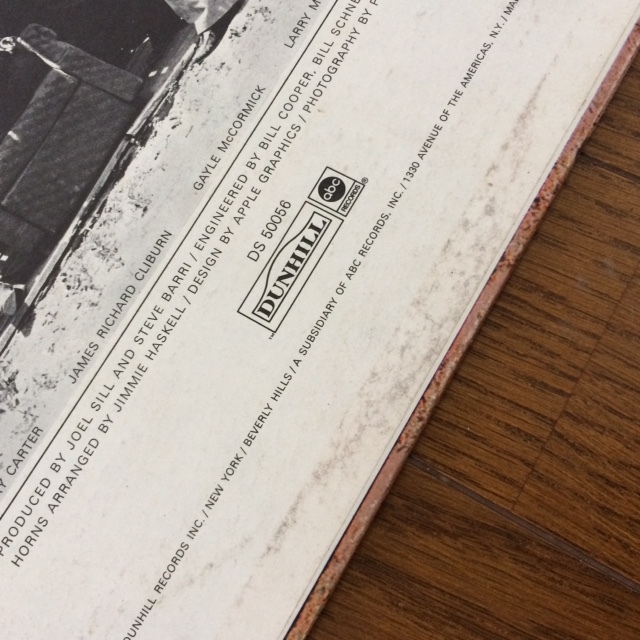 LARRY
GAYLE McCORMICK
JAMES RICHARD CLIBURN
CARTER
PRODUCED BY JOEL SILL AND STEVE BARRI / ENGINEERED BY BILL COOPER, BILL
HORNS ARRANGED BY JIMMIE HASKELL / DESIGN BY APPLE GRAPHICS / PHOTOGRAPHY BY
DS 50056
abc
RECORDS®
DUNHILL
DUNHILL RECORDS INC. / NEW YORK / BEVERLY HILLS / A SUBSIDIARY OF ABC RECORDS, INC. / 1330 AVENUE OF THE AMERICAS, N.Y. /